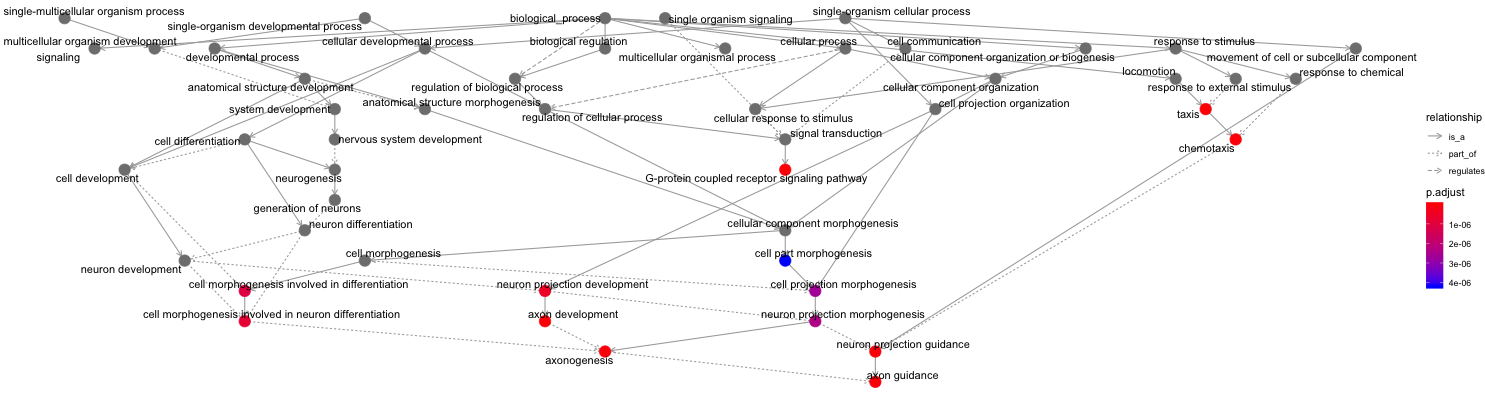 single-multicellular organism process
single-organism developmental process
biological_process
single organism signaling
single-organism cellular process
multicellular organism development
signaling
developmental process
cellular developmental process
biological regulation
multicellular organismal process
cellular process
cell communication
cellular component organization or biogenesis
response to stimulus
movement of cell or subcellular component
anatomical structure development
regulation of biological process
cellular component organization
locomotion
response to external stimulus
response to chemical
system development
anatomical structure morphogenesis
regulation of cellular process
cellular response to stimulus
cell projection organization
taxis
cell differentiation
nervous system development
signal transduction
chemotaxis
cell development
neurogenesis
G-protein coupled receptor signaling pathway
generation of neurons
neuron differentiation
cellular component morphogenesis
neuron development
cell morphogenesis
cell part morphogenesis
cell morphogenesis involved in differentiation
neuron projection development
cell projection morphogenesis
cell morphogenesis involved in neuron differentiation
axon development
neuron projection morphogenesis
axonogenesis
neuron projection guidance
axon guidance
relationship
is_a
part_of
regulates
p.adjust
1e-06
2e-06
3e-06
4e-06